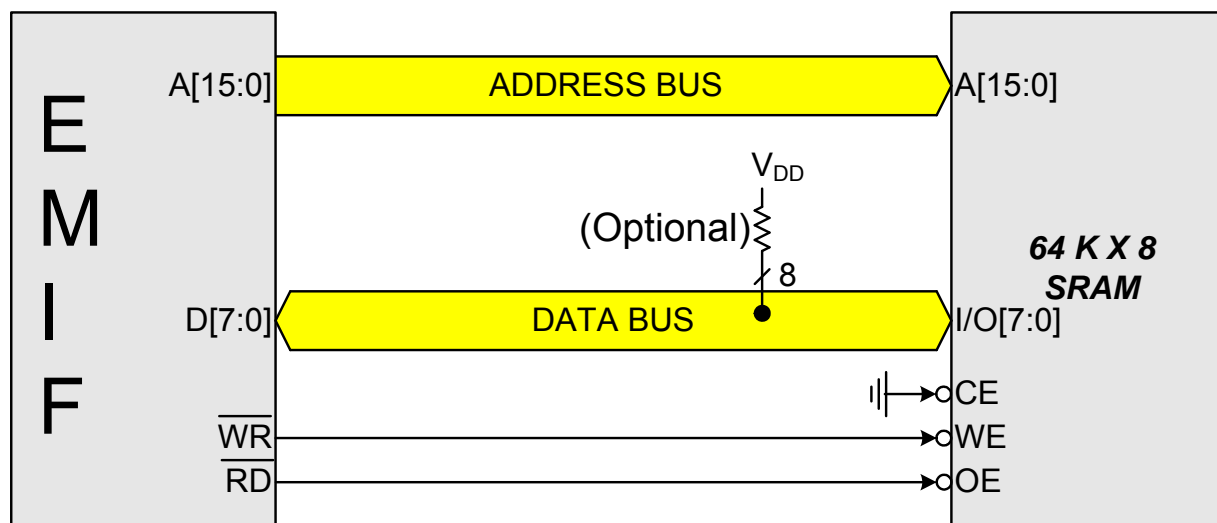 EMIF
A[15:0]
ADDRESS BUS
A[15:0]
VDD
(Optional)
8
64 K X 8
SRAM
D[7:0]
DATA BUS
I/O[7:0]
CE
WR
WE
RD
OE